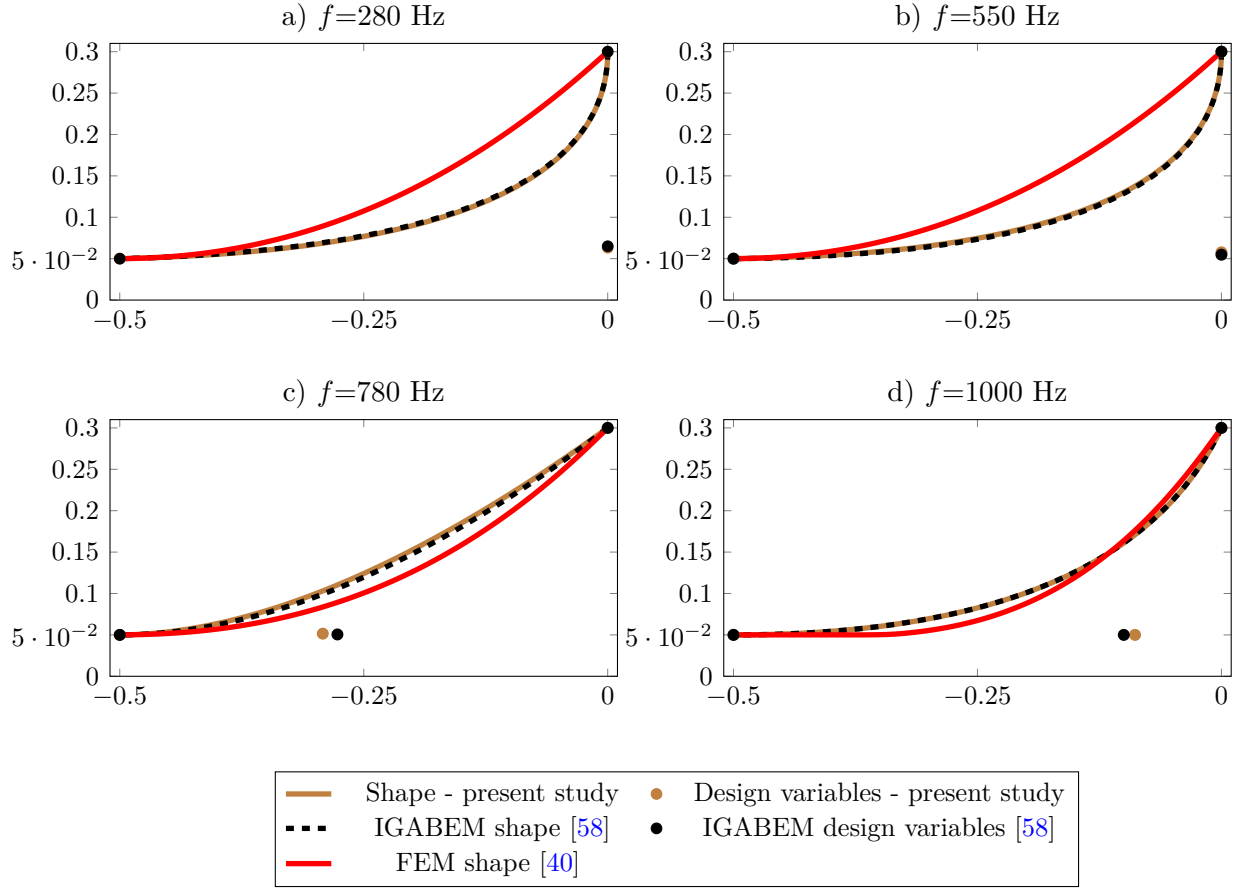 a) f=280 Hz
b) f=550 Hz
0.3
0.25
0.2
0.15
0.1
5 · 10−2
0
−0.5
−0.25
0
0.3
0.25
0.2
0.15
0.1
5 · 10−2
0
−0.5
−0.25
0
c) f=780 Hz
d) f=1000 Hz
0.3
0.25
0.2
0.15
0.1
5 · 10−2
0
−0.5
−0.25
0
0.3
0.25
0.2
0.15
0.1
5 · 10−2
0
−0.5
−0.25
0
Shape - present study
Design variables - present study
IGABEM shape [58]
IGABEM design variables [58]
FEM shape [40]